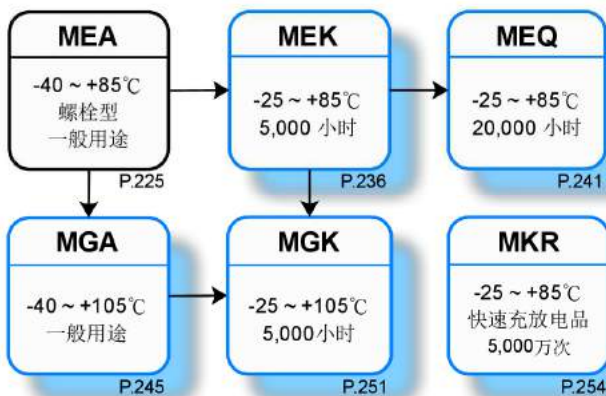 MEA
-40 ~ +85℃
螺栓型
一般用途
P.225
MEK
-25 ~ +85℃
5,000 小时
P.236
MEQ
-25 ~ +85℃
20,000 小时
P.241
MGA
-40 ~ +105℃
一般用途
P.245
MGK
-25 ~ +105℃
5,000小时
P.251
MKR
-25 ~ +85℃
快速充放电品
5,000万次
P.254